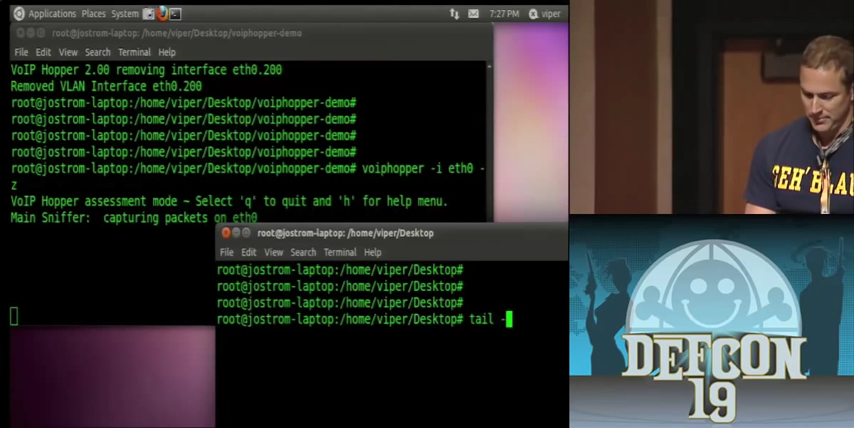 Applications Places System
7:27 PM viper
root@jostrom-laptop: /home/viper/Desktop/voiphopper-demo
File Edit View Search Terminal Help
VoIP Hopper 2.00 removing interface eth0.200
Removed VLAN Interface eth0.200
root@jostrom-laptop:/home/viper/Desktop/voiphopper-demo#
root@jostrom-laptop:/home/viper/Desktop/voiphopper-demo#
root@jostrom-laptop:/home/viper/Desktop/voiphopper-demo#
root@jostrom-laptop:/home/viper/Desktop/voiphopper-demo#
root@jostrom-laptop:/home/viper/Desktop/voiphopper-demo# voiphopper -i eth0 -
z
VoIP Hopper assessment mode ~ Select 'q' to quit and 'h' for help menu.
Main Sniffer: capturing packets on eth0
root@jostrom-laptop: /home/viper/Desktop
File Edit View Search Terminal Help
root@jostrom-laptop:/home/viper/Desktop#
root@jostrom-laptop:/home/viper/Desktop#
root@jostrom-laptop:/home/viper/Desktop#
root@jostrom-laptop:/home/viper/Desktop# tail -
GEH' BLAU
DEFCON
19